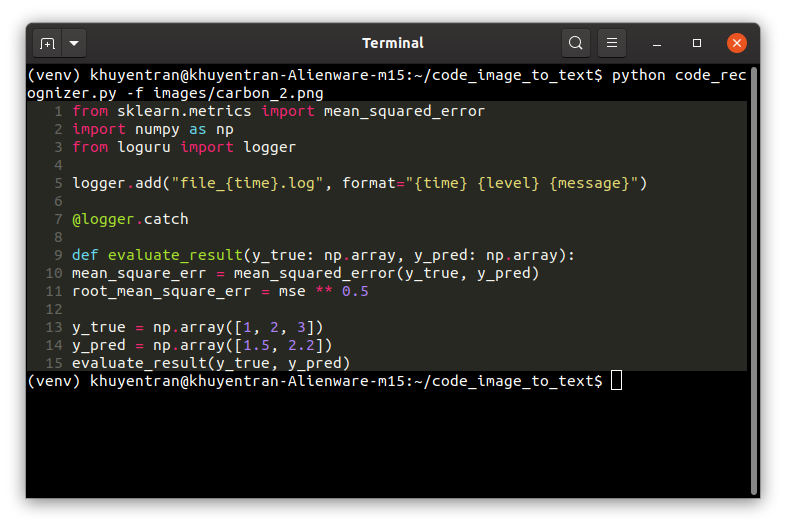 Terminal
(venv) khuyentran@khuyentran-Alienware-m15:~/code_image_to_text$ python code_rec
ognizer.py -f images/carbon_2.png
1 from sklearn.metrics import mean_squared_error
2 import numpy as np
3 from loguru import logger
4
5 logger.add("file_{time}.log", format="{time} {level} {message}")
6
7 @logger.catch
8
9 def evaluate_result(y_true: np.array, y_pred: np.array):
10 mean_square_err = mean_squared_error(y_true, y_pred)
11 root_mean_square_err = mse ** 0.5
12
13 y_true = np.array([1, 2, 3])
14 y_pred = np.array([1.5, 2.2])
15 evaluate_result(y_true, y_pred)
(venv) khuyentran@khuyentran-Alienware-m15:~/code_image_to_text$